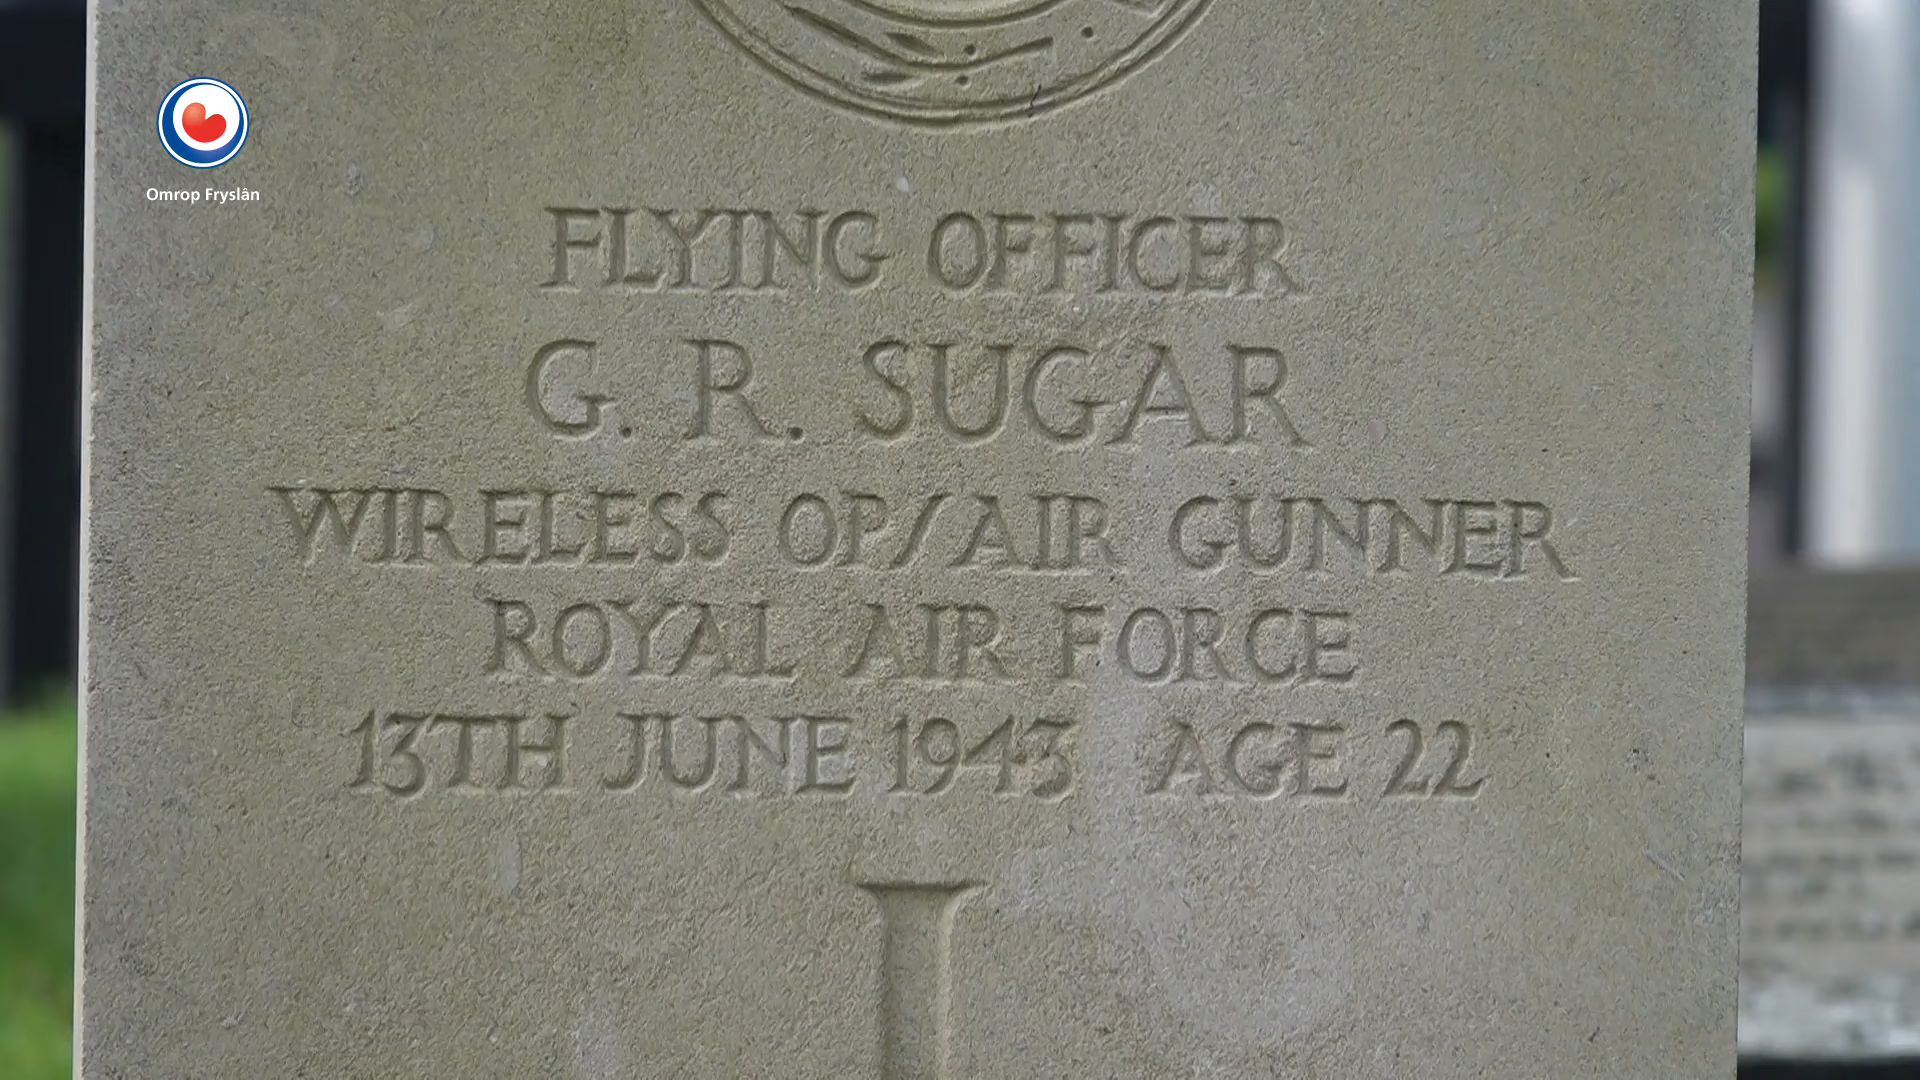 Omrop Fryslân
FLYING OFFICER
G. R. SUGAR
WIRELESS OP/AIR GUNNER
ROYAL AIR FORCE
13TH JUNE 1943 AGE 22